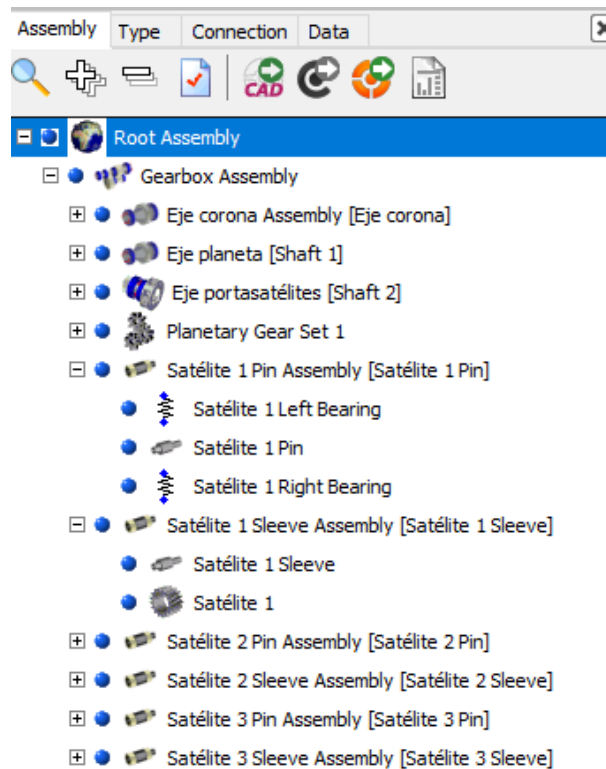 Assembly Type Connection Data
CAD
Root Assembly
Gearbox Assembly
Eje corona Assembly [Eje corona]
Eje planeta [Shaft 1]
Eje portasatélites [Shaft 2]
Planetary Gear Set 1
Satélite 1 Pin Assembly [Satélite 1 Pin]
Satélite 1 Left Bearing
Satélite 1 Pin
Satélite 1 Right Bearing
Satélite 1 Sleeve Assembly [Satélite 1 Sleeve]
Satélite 1 Sleeve
Satélite 1
Satélite 2 Pin Assembly [Satélite 2 Pin]
Satélite 2 Sleeve Assembly [Satélite 2 Sleeve]
Satélite 3 Pin Assembly [Satélite 3 Pin]
Satélite 3 Sleeve Assembly [Satélite 3 Sleeve]